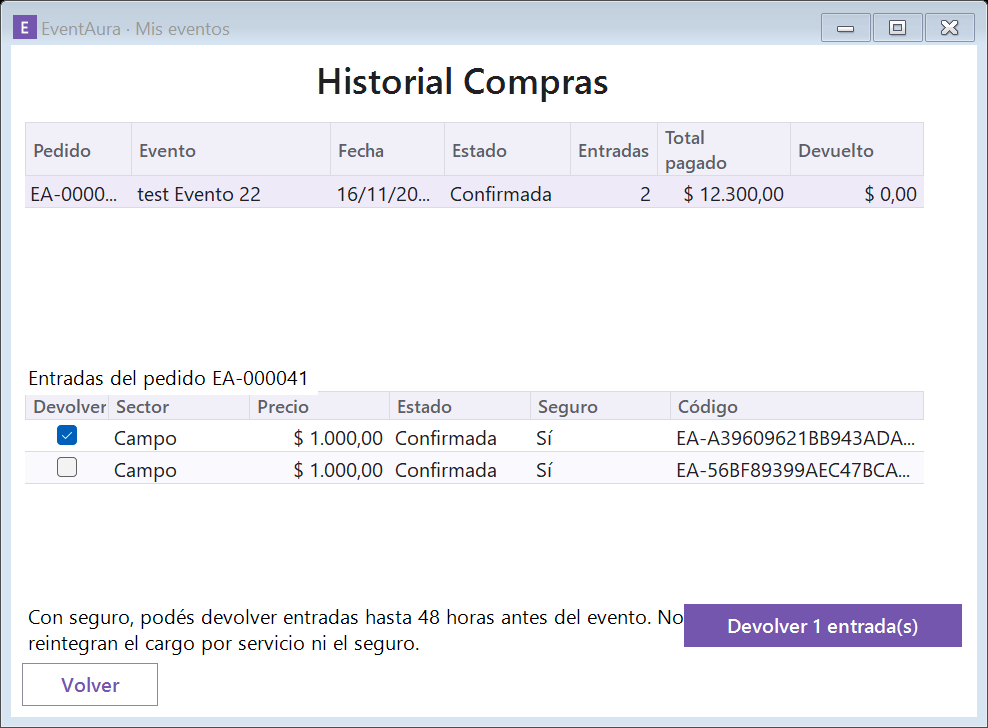 E EventAura · Mis eventos
Historial Compras
Pedido Evento Fecha Estado Entradas Total pagado Devuelto
EA-0000... test Evento 22 16/11/20... Confirmada 2 $ 12.300,00 $ 0,00
Entradas del pedido EA-000041
Devolver Sector Precio Estado Seguro Código
Campo $ 1.000,00 Confirmada Sí EA-A39609621BB943ADA...
Campo $ 1.000,00 Confirmada Sí EA-56BF89399AEC47BCA...
Con seguro, podés devolver entradas hasta 48 horas antes del evento. No
reintegran el cargo por servicio ni el seguro.
Devolver 1 entrada(s)
Volver